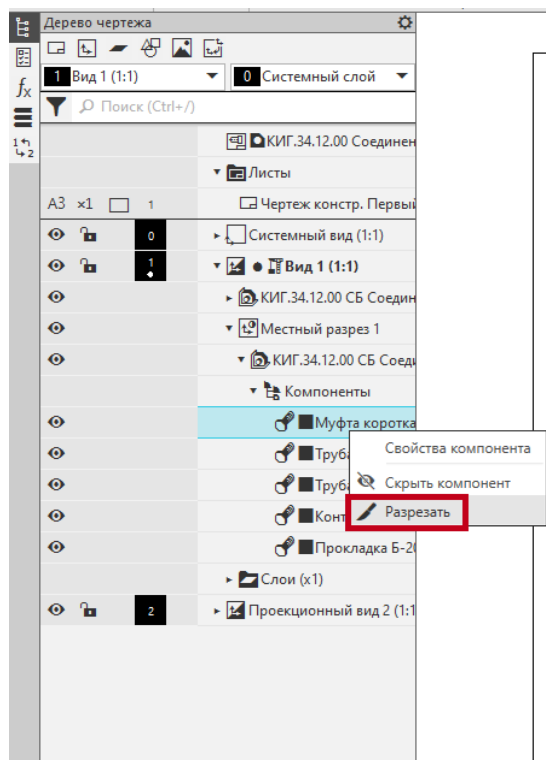 Дерево чертежа
1 Вид 1 (1:1) 0 Системный слой
Поиск (Ctrl+/)
КИГ.34.12.00 Соединен
Листы
A3 ×1 1 Чертеж констр. Первый
0 Системный вид (1:1)
1 Вид 1 (1:1)
КИГ.34.12.00 СБ Соедин
Местный разрез 1
КИГ.34.12.00 СБ Соеди
Компоненты
Муфта коротка
Труба
Свойства компонента
Труба
Скрыть компонент
Конт
Разрезать
Прокладка Б-20
Слои (x1)
2 Проекционный вид 2 (1:1